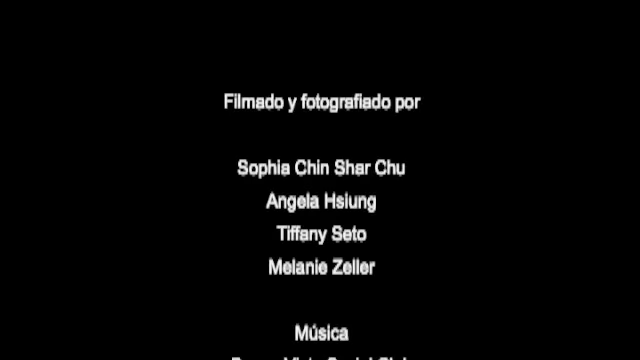 Filmado y fotografiado por
Sophia Chin Shar Chu
Angela Hsiung
Tiffany Seto
Melanie Zeller
Música